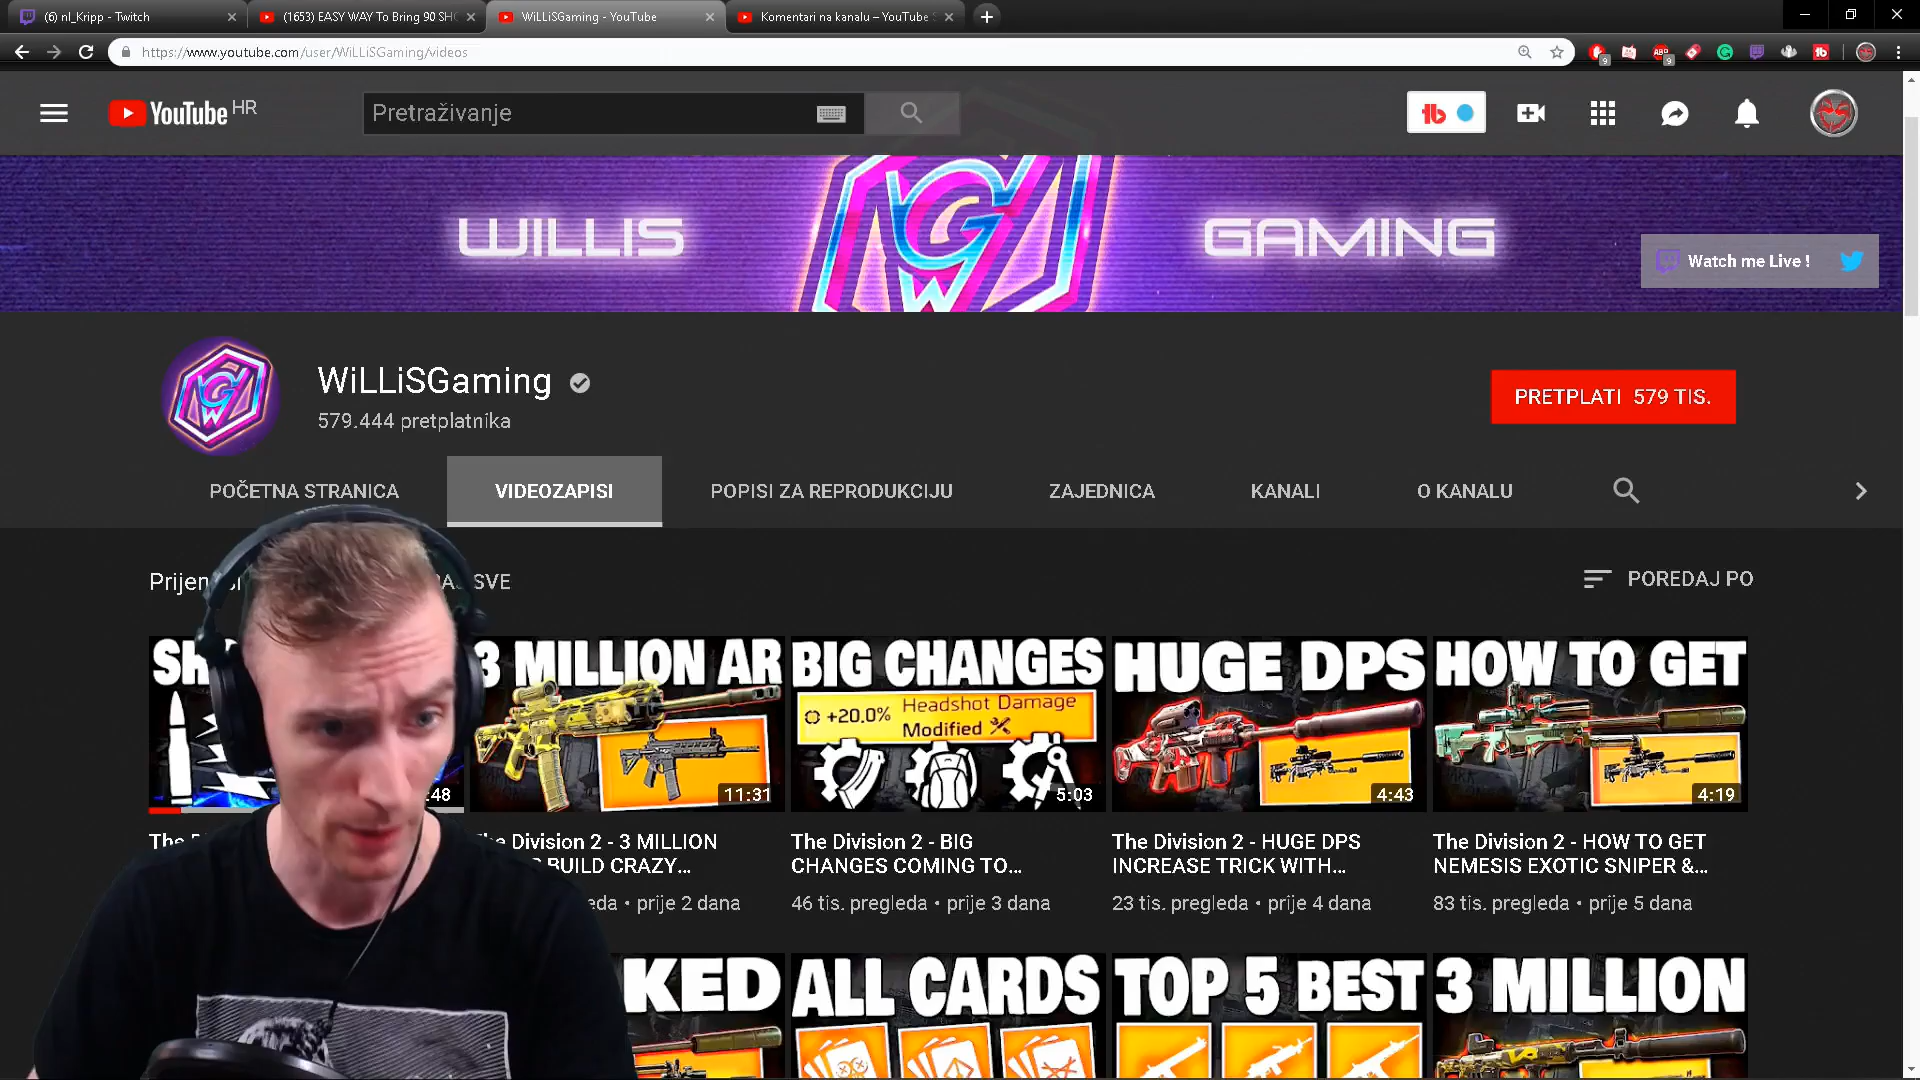 (6) nl_Kripp - Twitch
(1653) EASY WAY To Bring 90 SHO
WiLLiSGaming - YouTube
Komentari na kanalu – YouTube S
https://www.youtube.com/user/WiLLiSGaming/videos
YouTube HR
Pretraživanje
WILLIS
GAMING
Watch me Live !
WiLLiSGaming
579.444 pretplatnika
PRETPLATI 579 TIS.
POČETNA STRANICA
VIDEOZAPISI
POPISI ZA REPRODUKCIJU
ZAJEDNICA
KANALI
O KANALU
SVE
POREDAJ PO
3 MILLION AR
11:31
BIG CHANGES
+20.0% Headshot Damage
Modified
5:03
HUGE DPS
4:43
HOW TO GET
4:19
:48
The
The Division 2 - 3 MILLION
BUILD CRAZY...
prije 2 dana
The Division 2 - BIG
CHANGES COMING TO...
46 tis. pregleda • prije 3 dana
The Division 2 - HUGE DPS
INCREASE TRICK WITH...
23 tis. pregleda • prije 4 dana
The Division 2 - HOW TO GET
NEMESIS EXOTIC SNIPER &...
83 tis. pregleda • prije 5 dana
KED
ALL CARDS
TOP 5 BEST
3 MILLION